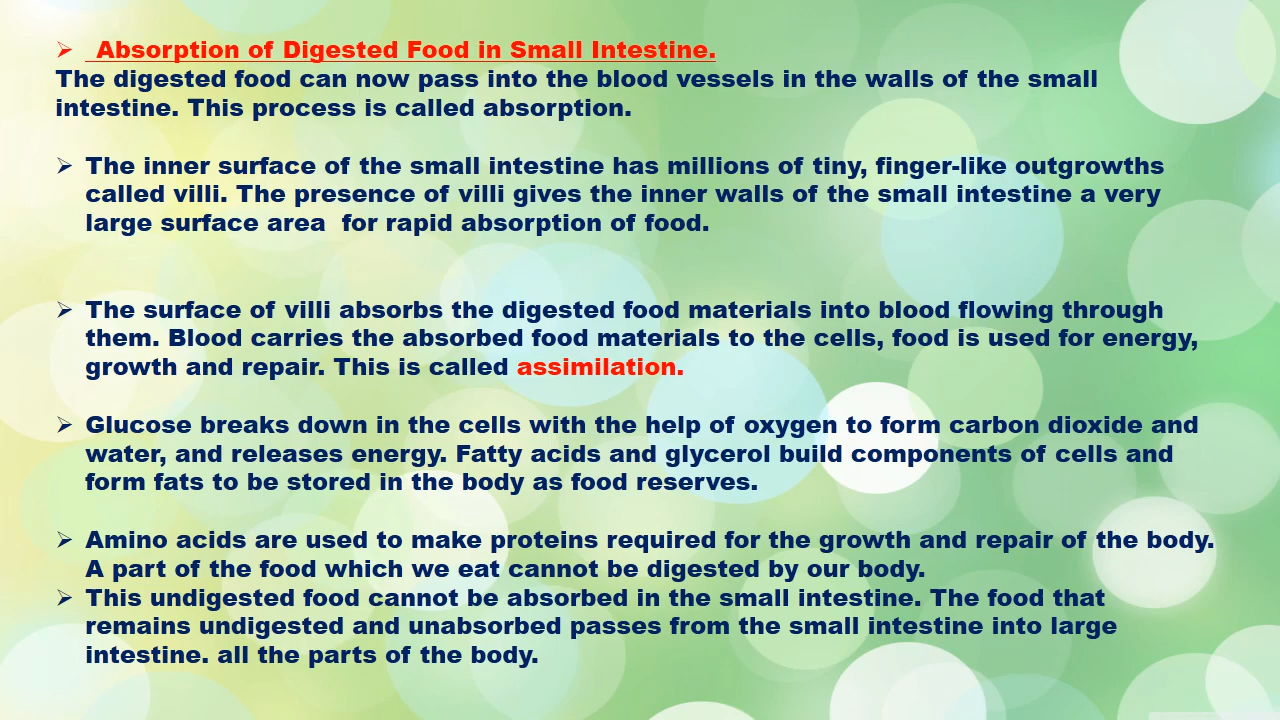 ➢ Absorption of Digested Food in Small Intestine.
The digested food can now pass into the blood vessels in the walls of the small
intestine. This process is called absorption.
➢ The inner surface of the small intestine has millions of tiny, finger-like outgrowths
called villi. The presence of villi gives the inner walls of the small intestine a very
large surface area  for rapid absorption of food.
➢ The surface of villi absorbs the digested food materials into blood flowing through
them. Blood carries the absorbed food materials to the cells, food is used for energy,
growth and repair. This is called assimilation.
➢ Glucose breaks down in the cells with the help of oxygen to form carbon dioxide and
water, and releases energy. Fatty acids and glycerol build components of cells and
form fats to be stored in the body as food reserves.
➢ Amino acids are used to make proteins required for the growth and repair of the body.
A part of the food which we eat cannot be digested by our body.
➢ This undigested food cannot be absorbed in the small intestine. The food that
remains undigested and unabsorbed passes from the small intestine into large
intestine. all the parts of the body.